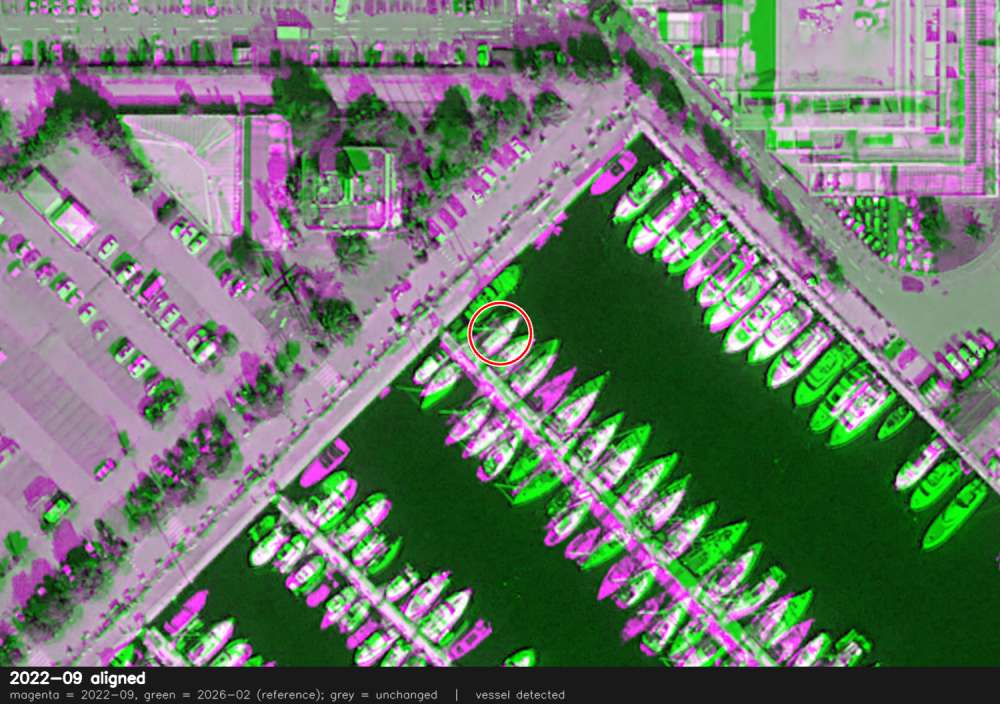 2022-09 aligned
magenta = 2022-09, green = 2026-02 (reference); grey = unchanged | vessel detected